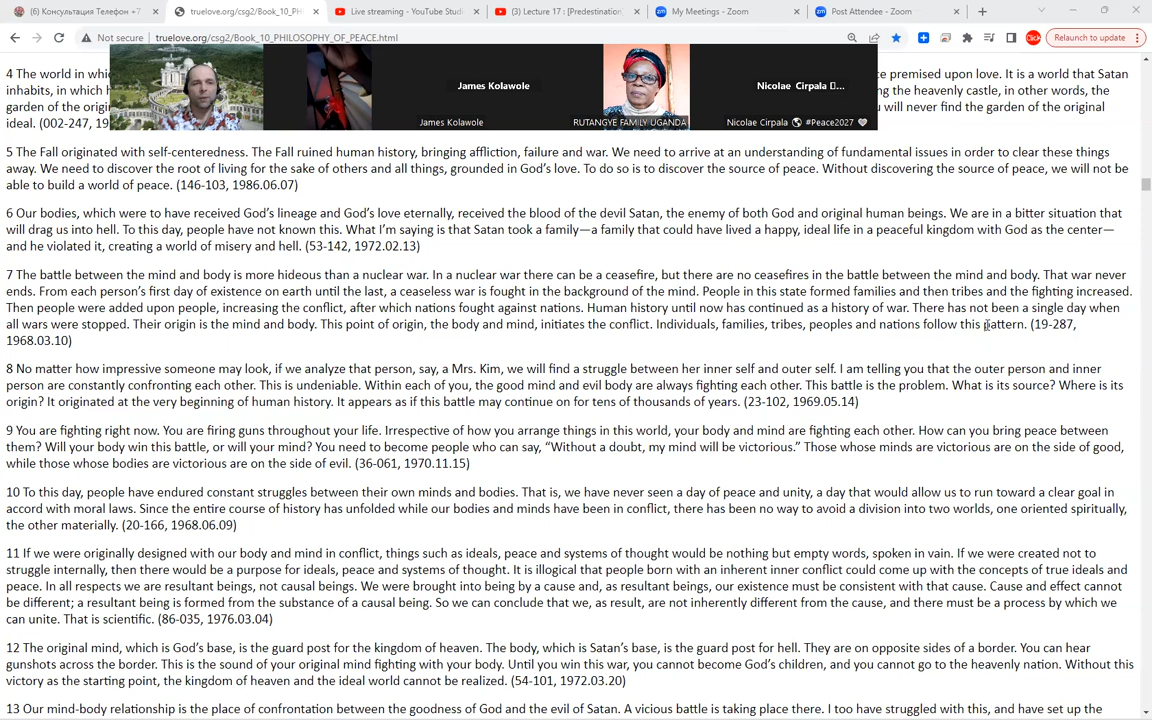 (6) Консультация Телефон +7
truelove.org/csg2/Book_10_PH
Live streaming - YouTube Studi
(3) Lecture 17 : [Predestination
My Meetings - Zoom
Post Attendee - Zoom
Not secure | truelove.org/csg2/Book_10_PHILOSOPHY_OF_PEACE.html
Click
Relaunch to update
4 The world in whic
e premised upon love. It is a world that Satan
inhabits, in which h
ng the heavenly castle, in other words, the
garden of the origin
u will never find the garden of the original
ideal. (002-247, 19
James Kolawole
James Kolawole
RUTANGYE FAMILY UGANDA
Nicolae Cirpala ...
Nicolae Cirpala 🌎 #Peace2027 🤍
5 The Fall originated with self-centeredness. The Fall ruined human history, bringing affliction, failure and war. We need to arrive at an understanding of fundamental issues in order to clear these things
away. We need to discover the root of living for the sake of others and all things, grounded in God’s love. To do so is to discover the source of peace. Without discovering the source of peace, we will not be
able to build a world of peace. (146-103, 1986.06.07)
6 Our bodies, which were to have received God’s lineage and God’s love eternally, received the blood of the devil Satan, the enemy of both God and original human beings. We are in a bitter situation that
will drag us into hell. To this day, people have not known this. What I’m saying is that Satan took a family—a family that could have lived a happy, ideal life in a peaceful kingdom with God as the center—
and he violated it, creating a world of misery and hell. (53-142, 1972.02.13)
7 The battle between the mind and body is more hideous than a nuclear war. In a nuclear war there can be a ceasefire, but there are no ceasefires in the battle between the mind and body. That war never
ends. From each person’s first day of existence on earth until the last, a ceaseless war is fought in the background of the mind. People in this state formed families and then tribes and the fighting increased.
Then people were added upon people, increasing the conflict, after which nations fought against nations. Human history until now has continued as a history of war. There has not been a single day when
all wars were stopped. Their origin is the mind and body. This point of origin, the body and mind, initiates the conflict. Individuals, families, tribes, peoples and nations follow this pattern. (19-287,
1968.03.10)
8 No matter how impressive someone may look, if we analyze that person, say, a Mrs. Kim, we will find a struggle between her inner self and outer self. I am telling you that the outer person and inner
person are constantly confronting each other. This is undeniable. Within each of you, the good mind and evil body are always fighting each other. This battle is the problem. What is its source? Where is its
origin? It originated at the very beginning of human history. It appears as if this battle may continue on for tens of thousands of years. (23-102, 1969.05.14)
9 You are fighting right now. You are firing guns throughout your life. Irrespective of how you arrange things in this world, your body and mind are fighting each other. How can you bring peace between
them? Will your body win this battle, or will your mind? You need to become people who can say, “Without a doubt, my mind will be victorious.” Those whose minds are victorious are on the side of good,
while those whose bodies are victorious are on the side of evil. (36-061, 1970.11.15)
10 To this day, people have endured constant struggles between their own minds and bodies. That is, we have never seen a day of peace and unity, a day that would allow us to run toward a clear goal in
accord with moral laws. Since the entire course of history has unfolded while our bodies and minds have been in conflict, there has been no way to avoid a division into two worlds, one oriented spiritually,
the other materially. (20-166, 1968.06.09)
11 If we were originally designed with our body and mind in conflict, things such as ideals, peace and systems of thought would be nothing but empty words, spoken in vain. If we were created not to
struggle internally, then there would be a purpose for ideals, peace and systems of thought. It is illogical that people born with an inherent inner conflict could come up with the concepts of true ideals and
peace. In all respects we are resultant beings, not causal beings. We were brought into being by a cause and, as resultant beings, our existence must be consistent with that cause. Cause and effect cannot
be different; a resultant being is formed from the substance of a causal being. So we can conclude that we, as result, are not inherently different from the cause, and there must be a process by which we
can unite. That is scientific. (86-035, 1976.03.04)
12 The original mind, which is God’s base, is the guard post for the kingdom of heaven. The body, which is Satan’s base, is the guard post for hell. They are on opposite sides of a border. You can hear
gunshots across the border. This is the sound of your original mind fighting with your body. Until you win this war, you cannot become God’s children, and you cannot go to the heavenly nation. Without this
victory as the starting point, the kingdom of heaven and the ideal world cannot be realized. (54-101, 1972.03.20)
13 Our mind-body relationship is the place of confrontation between the goodness of God and the evil of Satan. A vicious battle is taking place there. I too have struggled with this, and have set up the